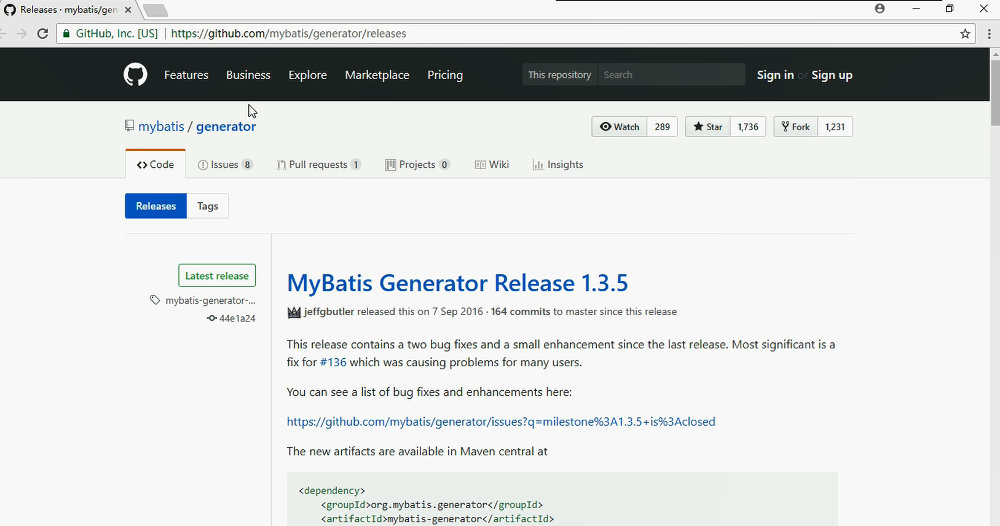 Releases · mybatis/gen
GitHub, Inc. [US] | https://github.com/mybatis/generator/releases
Features Business Explore Marketplace Pricing This repository Search Sign in or Sign up
mybatis / generator Watch 289 Star 1,736 Fork 1,231
Code Issues 8 Pull requests 1 Projects 0 Wiki Insights
Releases Tags
Latest release
mybatis-generator-...
44e1a24
MyBatis Generator Release 1.3.5
jeffgbutler released this on 7 Sep 2016 · 164 commits to master since this release
This release contains a two bug fixes and a small enhancement since the last release. Most significant is a
fix for #136 which was causing problems for many users.
You can see a list of bug fixes and enhancements here:
https://github.com/mybatis/generator/issues?q=milestone%3A1.3.5+is%3Aclosed
The new artifacts are available in Maven central at
<dependency>
<groupId>org.mybatis.generator</groupId>
<artifactId>mybatis-generator</artifactId>